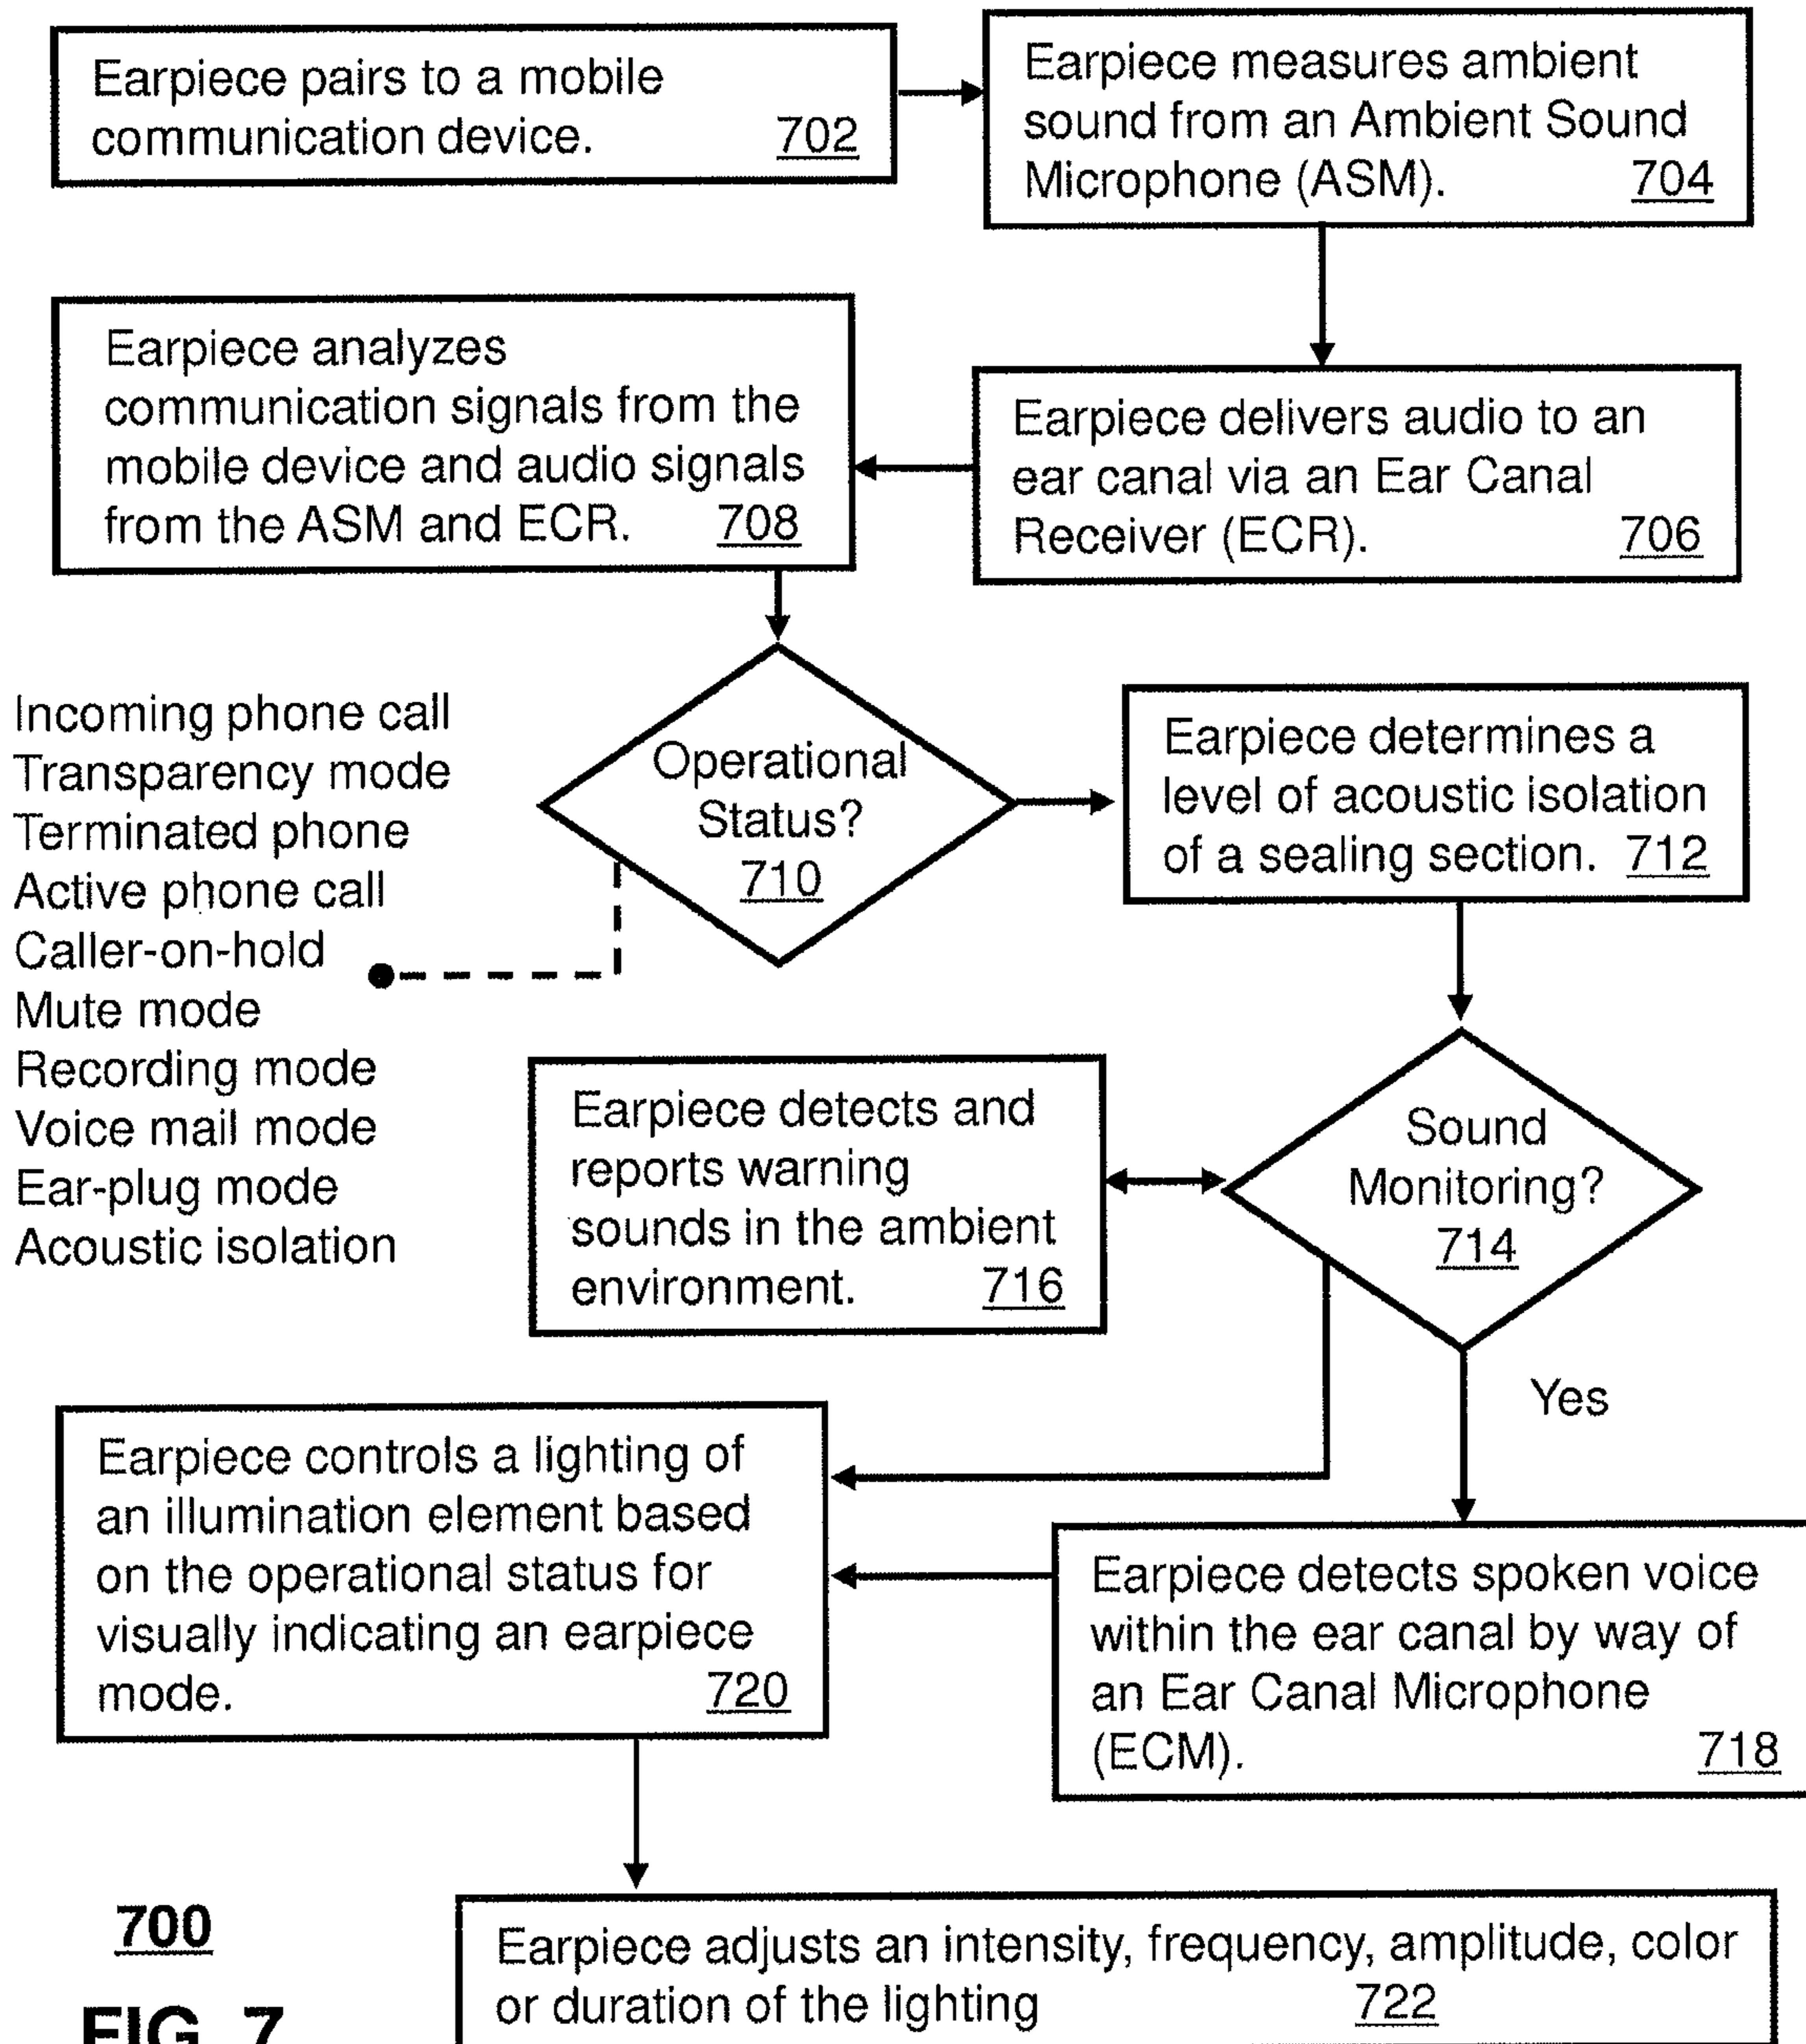 Earpiece pairs to a mobile
communication device. 702
Earpiece measures ambient
sound from an Ambient Sound
Microphone (ASM). 704
Earpiece analyzes
communication signals from the
mobile device and audio signals
from the ASM and ECR. 708
Earpiece delivers audio to an
ear canal via an Ear Canal
Receiver (ECR). 706
Incoming phone call
Transparency mode
Terminated phone
Active phone call
Caller-on-hold
Mute mode
Recording mode
Voice mail mode
Ear-plug mode
Acoustic isolation
Operational
Status?
710
Earpiece determines a
level of acoustic isolation
of a sealing section. 712
Earpiece detects and
reports warning
sounds in the ambient
environment. 716
Sound
Monitoring?
714
Yes
Earpiece controls a lighting of
an illumination element based
on the operational status for
visually indicating an earpiece
mode. 720
Earpiece detects spoken voice
within the ear canal by way of
an Ear Canal Microphone
(ECM). 718
700
FIG. 7
Earpiece adjusts an intensity, frequency, amplitude, color
or duration of the lighting 722